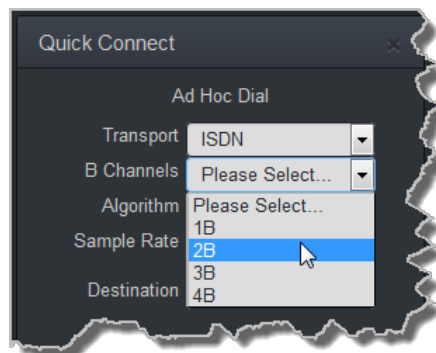 Quick Connect ×
Ad Hoc Dial
Transport ISDN
B Channels Please Select...
Algorithm Please Select...
1B
Sample Rate 2B
3B
Destination 4B